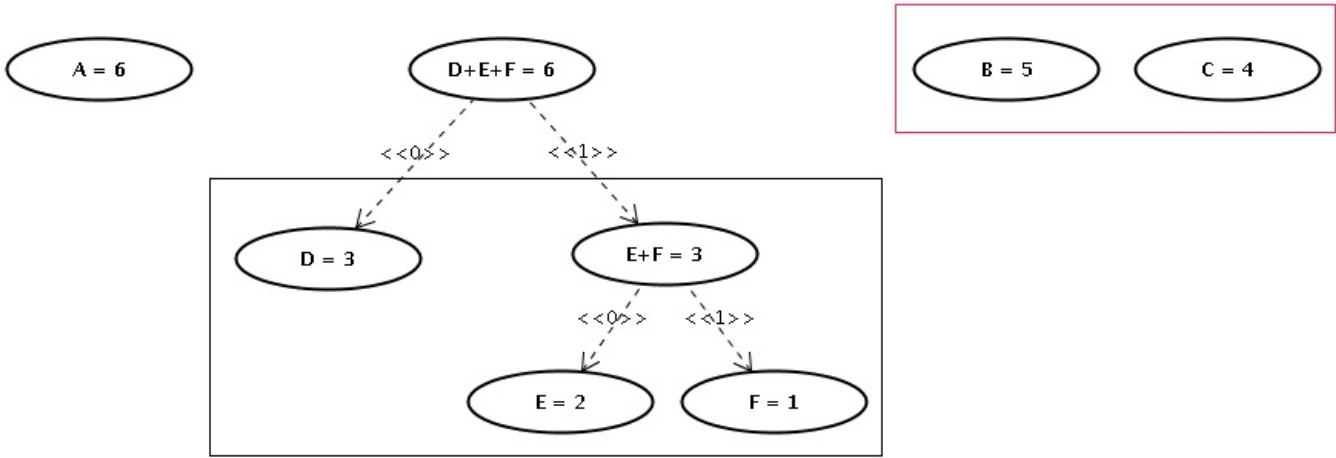 A = 6
D+E+F = 6
B = 5
C = 4
<<0>>
<<1>>
D = 3
E+F = 3
<<0>>
<<1>>
E = 2
F = 1